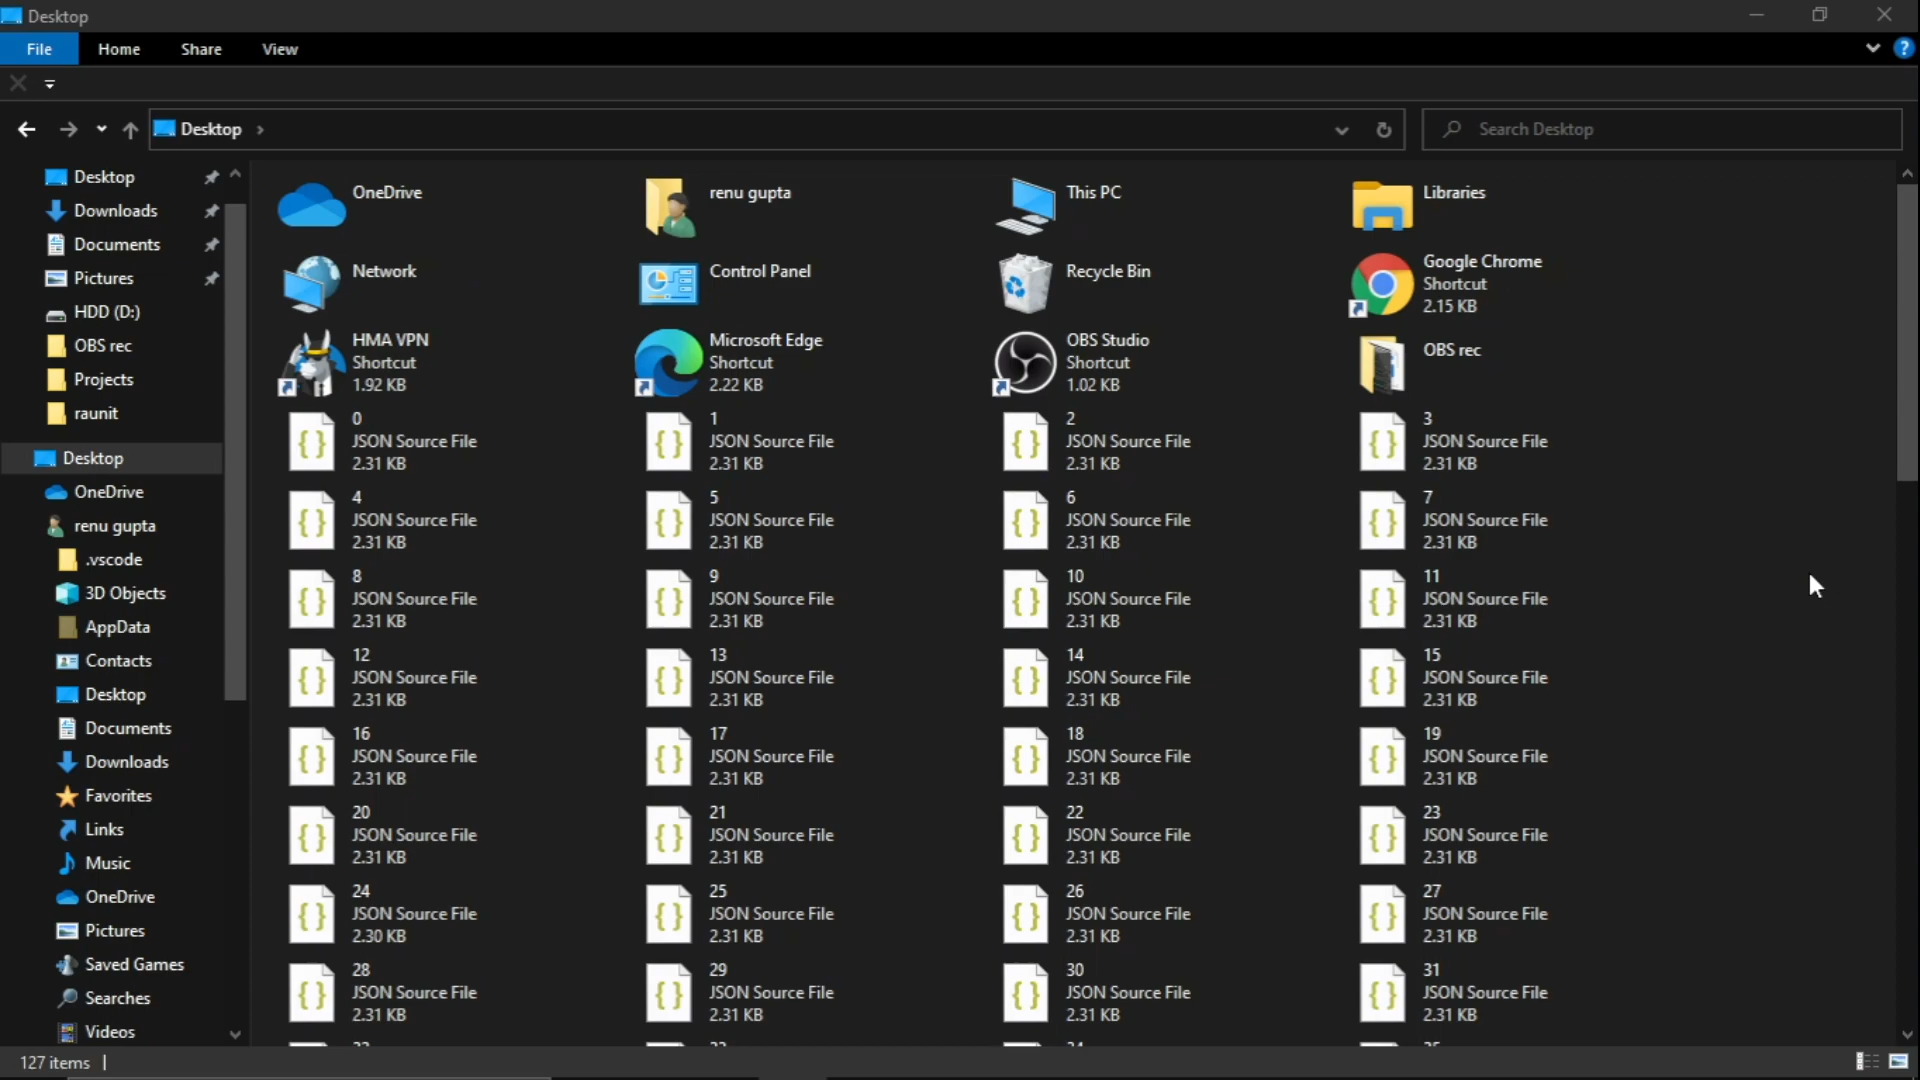 Desktop
File Home Share View
Desktop
Search Desktop
Desktop
Downloads
Documents
Pictures
HDD (D:)
OBS rec
Projects
raunit
Desktop
OneDrive
renu gupta
.vscode
3D Objects
AppData
Contacts
Desktop
Documents
Downloads
Favorites
Links
Music
OneDrive
Pictures
Saved Games
Searches
Videos
OneDrive
renu gupta
This PC
Libraries
Network
Control Panel
Recycle Bin
Google Chrome
Shortcut
2.15 KB
HMA VPN
Shortcut
1.92 KB
Microsoft Edge
Shortcut
2.22 KB
OBS Studio
Shortcut
1.02 KB
OBS rec
0
JSON Source File
2.31 KB
1
JSON Source File
2.31 KB
2
JSON Source File
2.31 KB
3
JSON Source File
2.31 KB
4
JSON Source File
2.31 KB
5
JSON Source File
2.31 KB
6
JSON Source File
2.31 KB
7
JSON Source File
2.31 KB
8
JSON Source File
2.31 KB
9
JSON Source File
2.31 KB
10
JSON Source File
2.31 KB
11
JSON Source File
2.31 KB
12
JSON Source File
2.31 KB
13
JSON Source File
2.31 KB
14
JSON Source File
2.31 KB
15
JSON Source File
2.31 KB
16
JSON Source File
2.31 KB
17
JSON Source File
2.31 KB
18
JSON Source File
2.31 KB
19
JSON Source File
2.31 KB
20
JSON Source File
2.31 KB
21
JSON Source File
2.31 KB
22
JSON Source File
2.31 KB
23
JSON Source File
2.31 KB
24
JSON Source File
2.30 KB
25
JSON Source File
2.31 KB
26
JSON Source File
2.31 KB
27
JSON Source File
2.31 KB
28
JSON Source File
2.31 KB
29
JSON Source File
2.31 KB
30
JSON Source File
2.31 KB
31
JSON Source File
2.31 KB
127 items